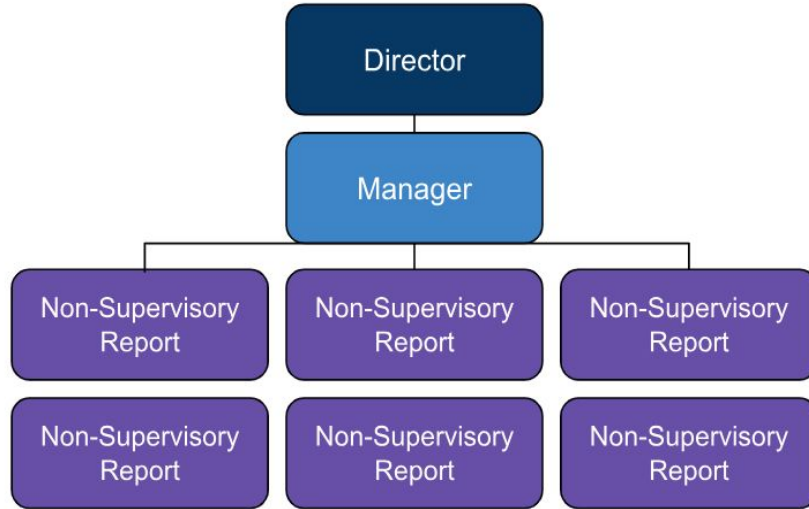 Director
Manager
Non-Supervisory
Report
Non-Supervisory
Report
Non-Supervisory
Report
Non-Supervisory
Report
Non-Supervisory
Report
Non-Supervisory
Report